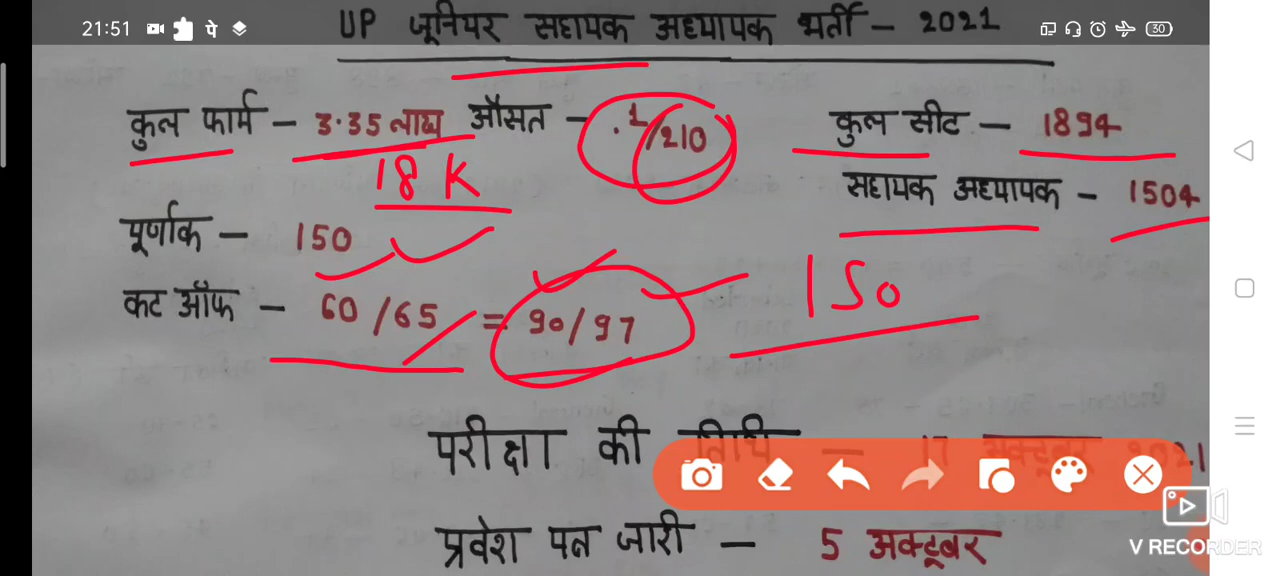 21:51 पे 30
UP जूनियर सहायक अध्यापक भर्ती - 2021
कुल फार्म - 3.35 लाख औसत - .1/210 कुल सीट - 1894
18 K
सहायक अध्यापक - 1504
पूर्णाक - 150
150
कट ऑफ - 60/65 = 90/97
परीक्षा की तिथि - 17 अक्टूबर 2021
प्रवेश पत्र जारी - 5 अक्टूबर
V RECORDER